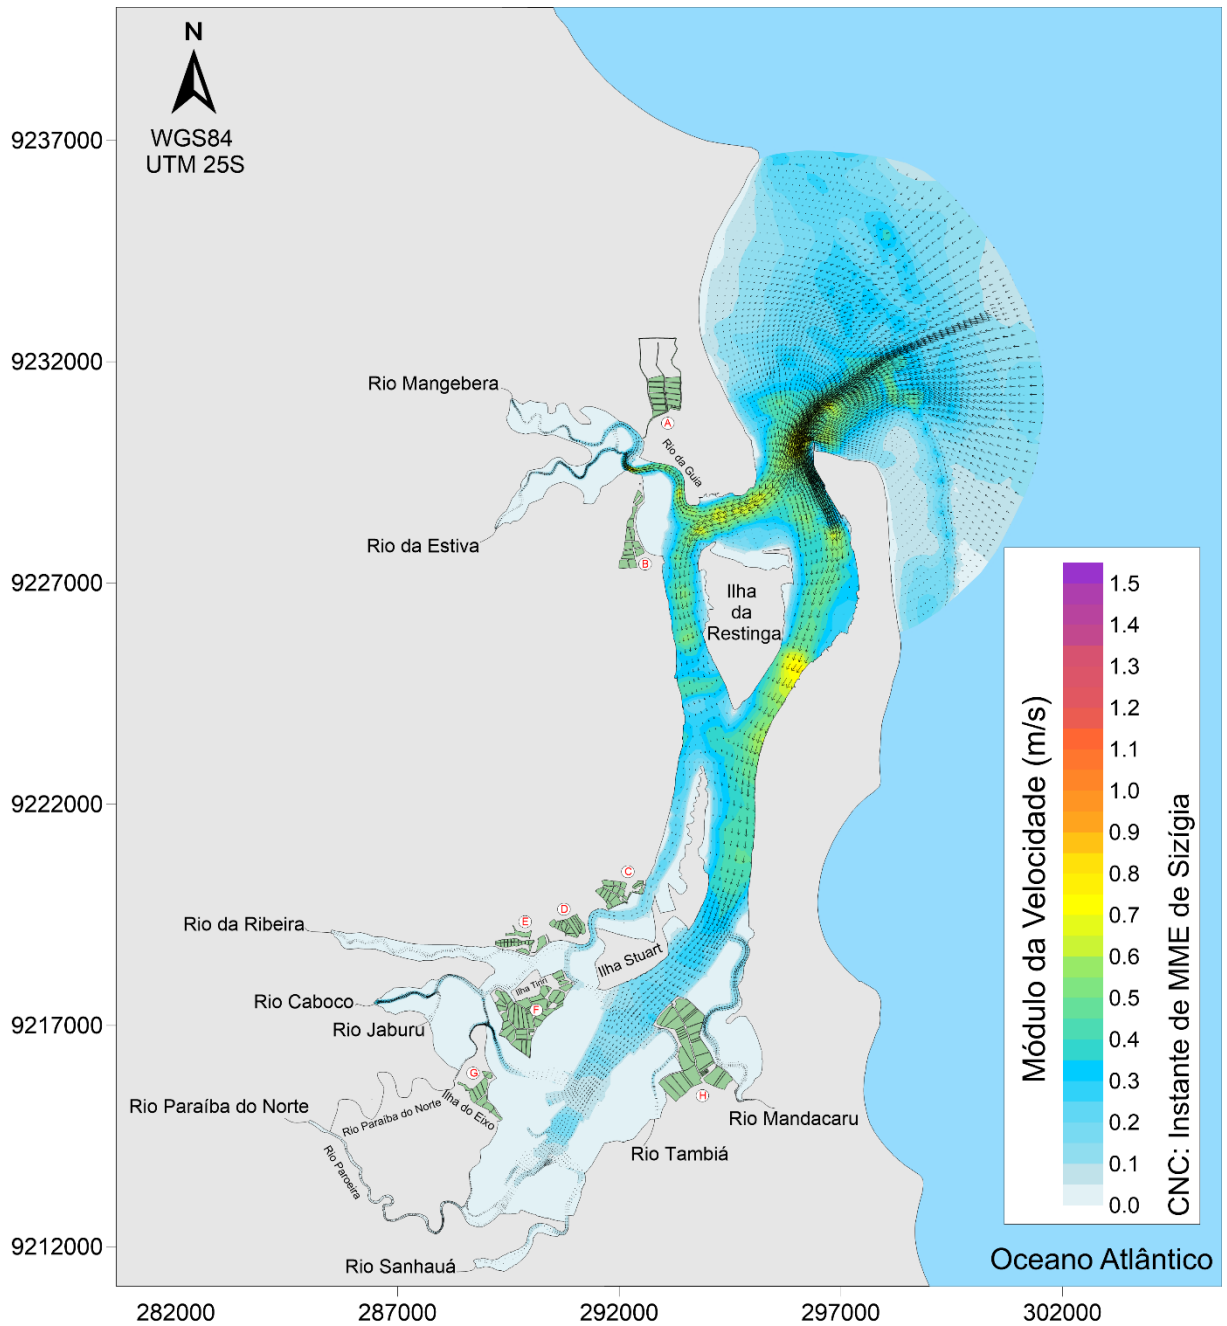 N
WGS84
UTM 25S
9237000
9232000
9227000
9222000
9217000
9212000
282000
287000
292000
297000
302000
Rio Mangebera
A
Rio da Guia
Rio da Estiva
B
Ilha
da
Restinga
C
D
E
Rio da Ribeira
Ilha Stuart
Ilha Tiriri
F
Rio Caboco
Rio Jaburu
G
Ilha do Eixo
H
Rio Paraíba do Norte
Rio Paraíba do Norte
Rio Mandacaru
Rio Tambiá
Rio Paroeira
Rio Sanhauá
Oceano Atlântico
Módulo da Velocidade (m/s)
CNC: Instante de MME de Sizígia
1.5
1.4
1.3
1.2
1.1
1.0
0.9
0.8
0.7
0.6
0.5
0.4
0.3
0.2
0.1
0.0